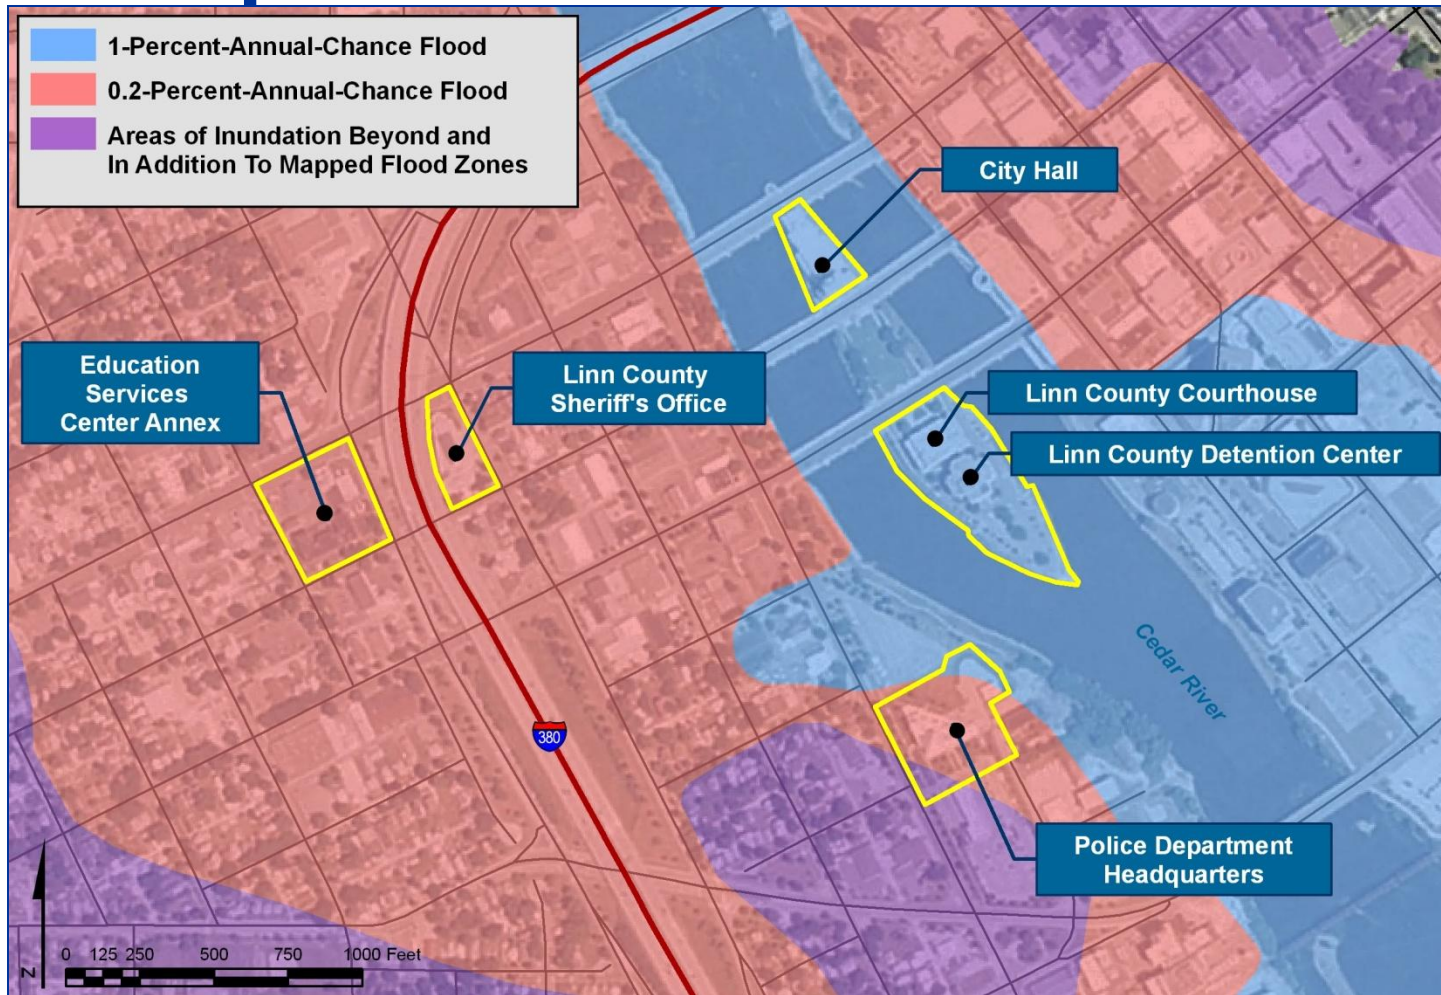 1-Percent-Annual-Chance Flood
0.2-Percent-Annual-Chance Flood
Areas of Inundation Beyond and
In Addition To Mapped Flood Zones
City Hall
Education
Services
Center Annex
Linn County
Sheriff's Office
Linn County Courthouse
Linn County Detention Center
Cedar River
380
Police Department
Headquarters
N
0 125 250 500 750 1000 Feet